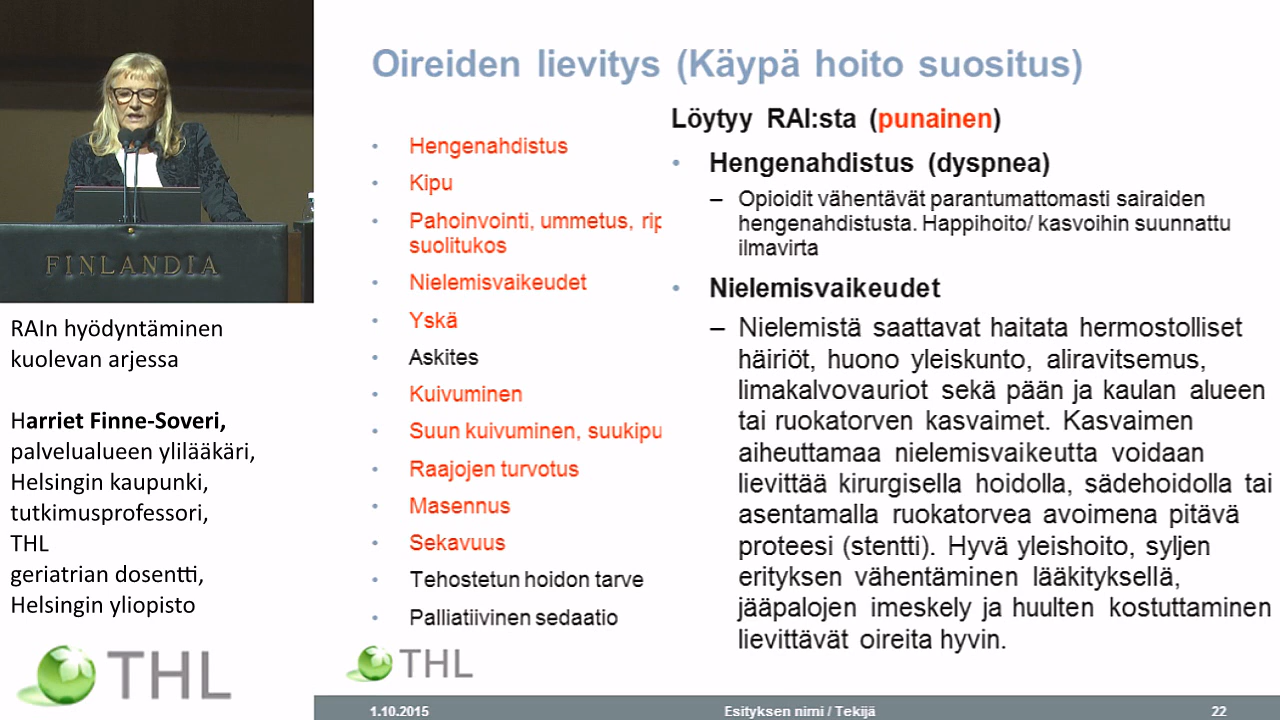 FINLANDIA
RAIn hyödyntäminen
kuolevan arjessa
Harriet Finne-Soveri,
palvelualueen ylilääkäri,
Helsingin kaupunki,
tutkimusprofessori,
THL
geriatrian dosentti,
Helsingin yliopisto
THL
Oireiden lievitys (Käypä hoito suositus)
• Hengenahdistus
• Kipu
• Pahoinvointi, ummetus, rip
suolitukos
• Nielemisvaikeudet
• Yskä
• Askites
• Kuivuminen
• Suun kuivuminen, suukipu
• Raajojen turvotus
• Masennus
• Sekavuus
• Tehostetun hoidon tarve
• Palliatiivinen sedaatio
Löytyy RAI:sta (punainen)
• Hengenahdistus (dyspnea)
– Opioidit vähentävät parantumattomasti sairaiden
hengenahdistusta. Happihoito/ kasvoihin suunnattu
ilmavirta
• Nielemisvaikeudet
– Nielemistä saattavat haitata hermostolliset
häiriöt, huono yleiskunto, aliravitsemus,
limakalvovauriot sekä pään ja kaulan alueen
tai ruokatorven kasvaimet. Kasvaimen
aiheuttamaa nielemisvaikeutta voidaan
lievittää kirurgisella hoidolla, sädehoidolla tai
asentamalla ruokatorvea avoimena pitävä
proteesi (stentti). Hyvä yleishoito, syljen
erityksen vähentäminen lääkityksellä,
jääpalojen imeskely ja huulten kostuttaminen
lievittävät oireita hyvin.
THL
1.10.2015
Esityksen nimi / Tekijä
22